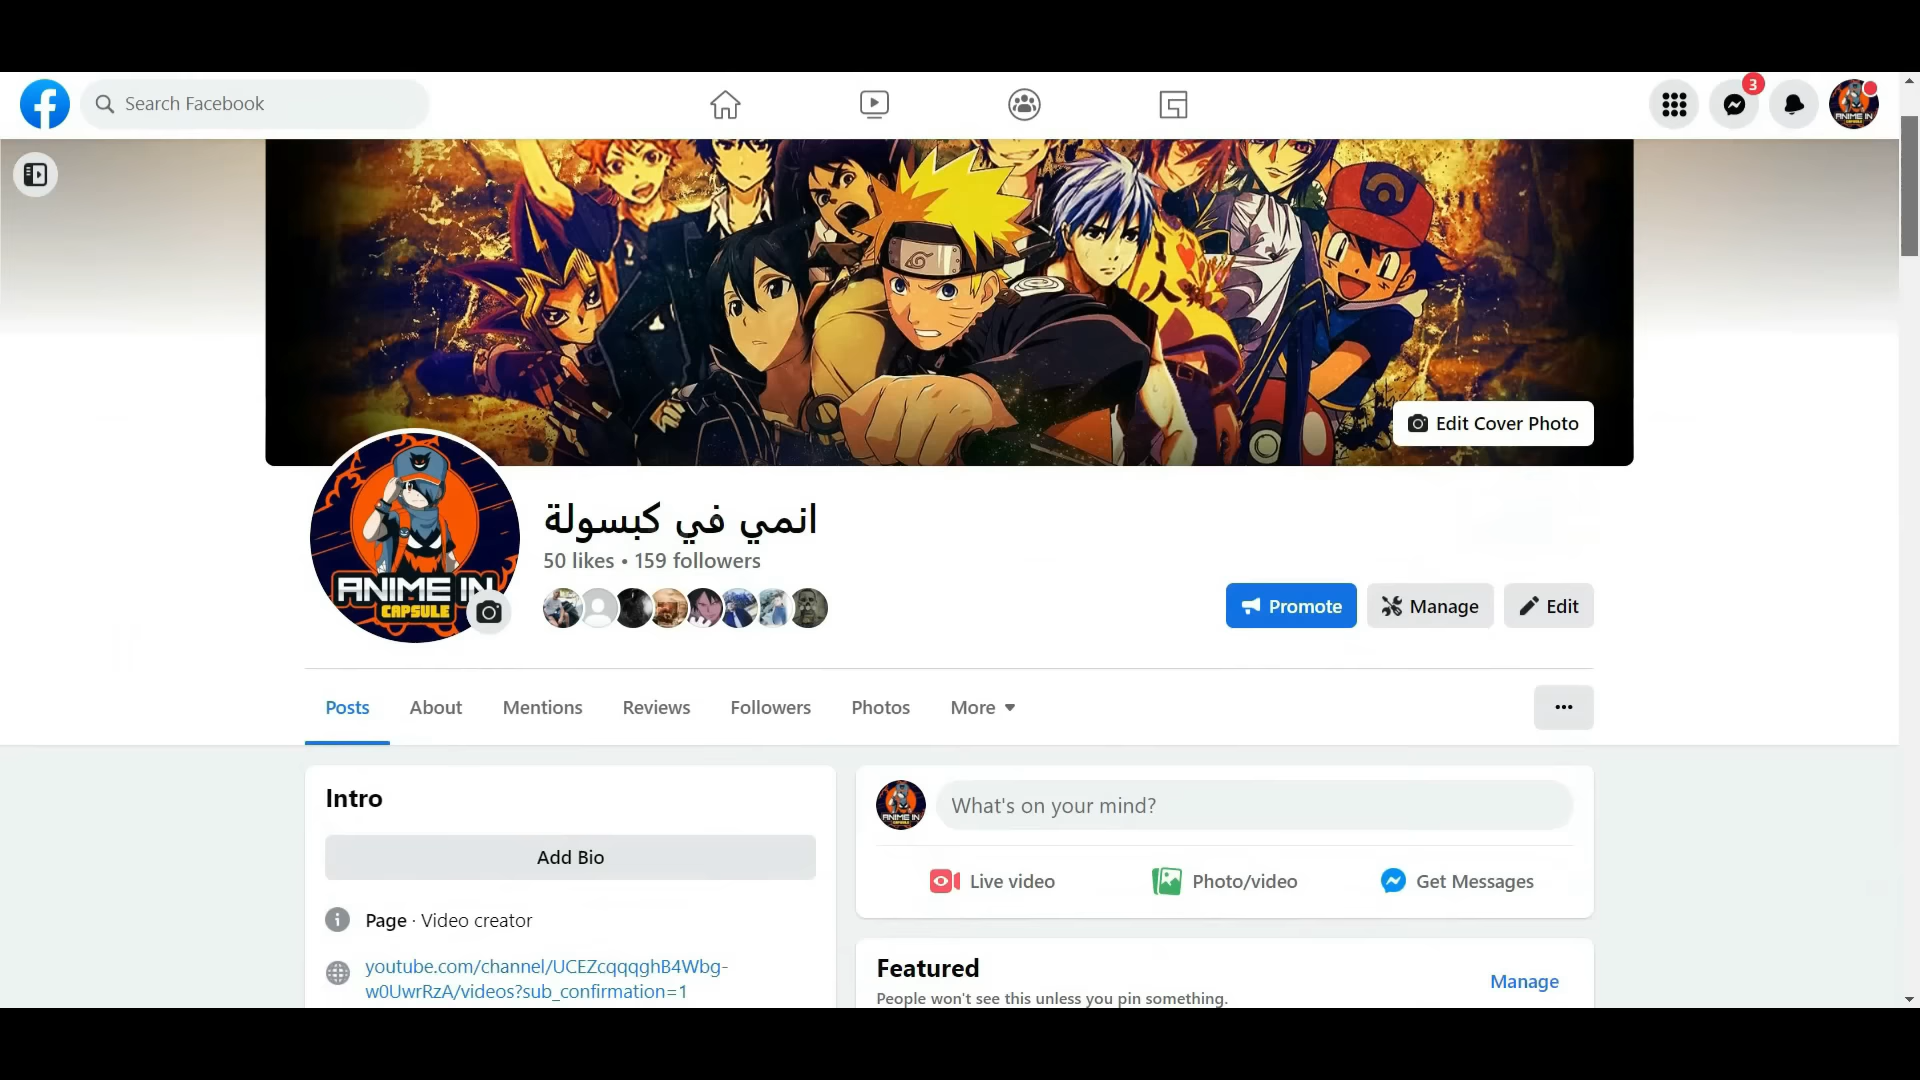 Search Facebook
3
Edit Cover Photo
انمي في كبسولة
50 likes • 159 followers
ANIME IN
CAPSULE
Promote
Manage
Edit
Posts
About
Mentions
Reviews
Followers
Photos
More
Intro
Add Bio
Page · Video creator
youtube.com/channel/UCEZcqqqghB4Wbg-
w0UwrRzA/videos?sub_confirmation=1
What's on your mind?
Live video
Photo/video
Get Messages
Featured
Manage
People won't see this unless you pin something.